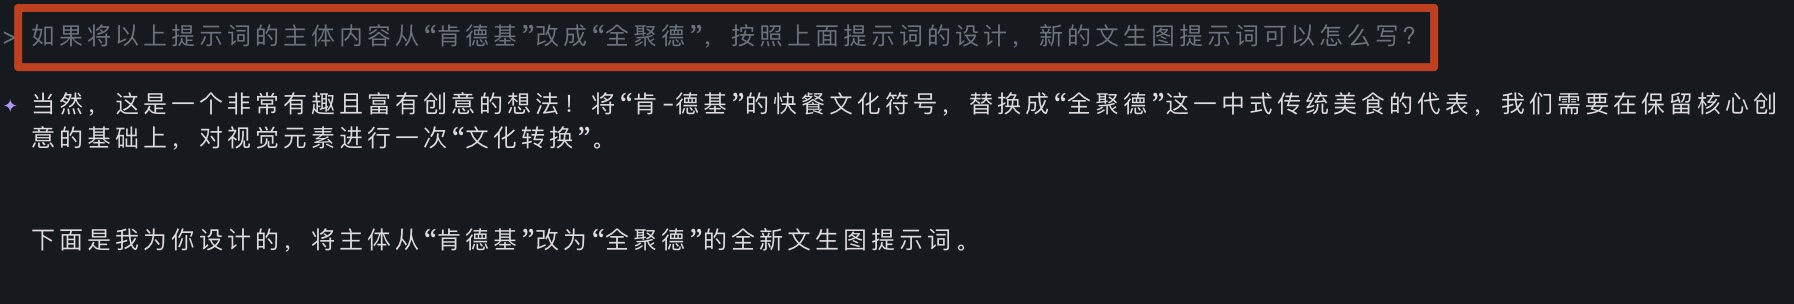 > 如果将以上提示词的主体内容从“肯德基”改成“全聚德”，按照上面提示词的设计，新的文生图提示词可以怎么写？
✦ 当然，这是一个非常有趣且富有创意的想法！将“肯-德基”的快餐文化符号，替换成“全聚德”这一中式传统美食的代表，我们需要在保留核心创
意的基础上，对视觉元素进行一次“文化转换”。
下面是我为你设计的，将主体从“肯德基”改为“全聚德”的全新文生图提示词。